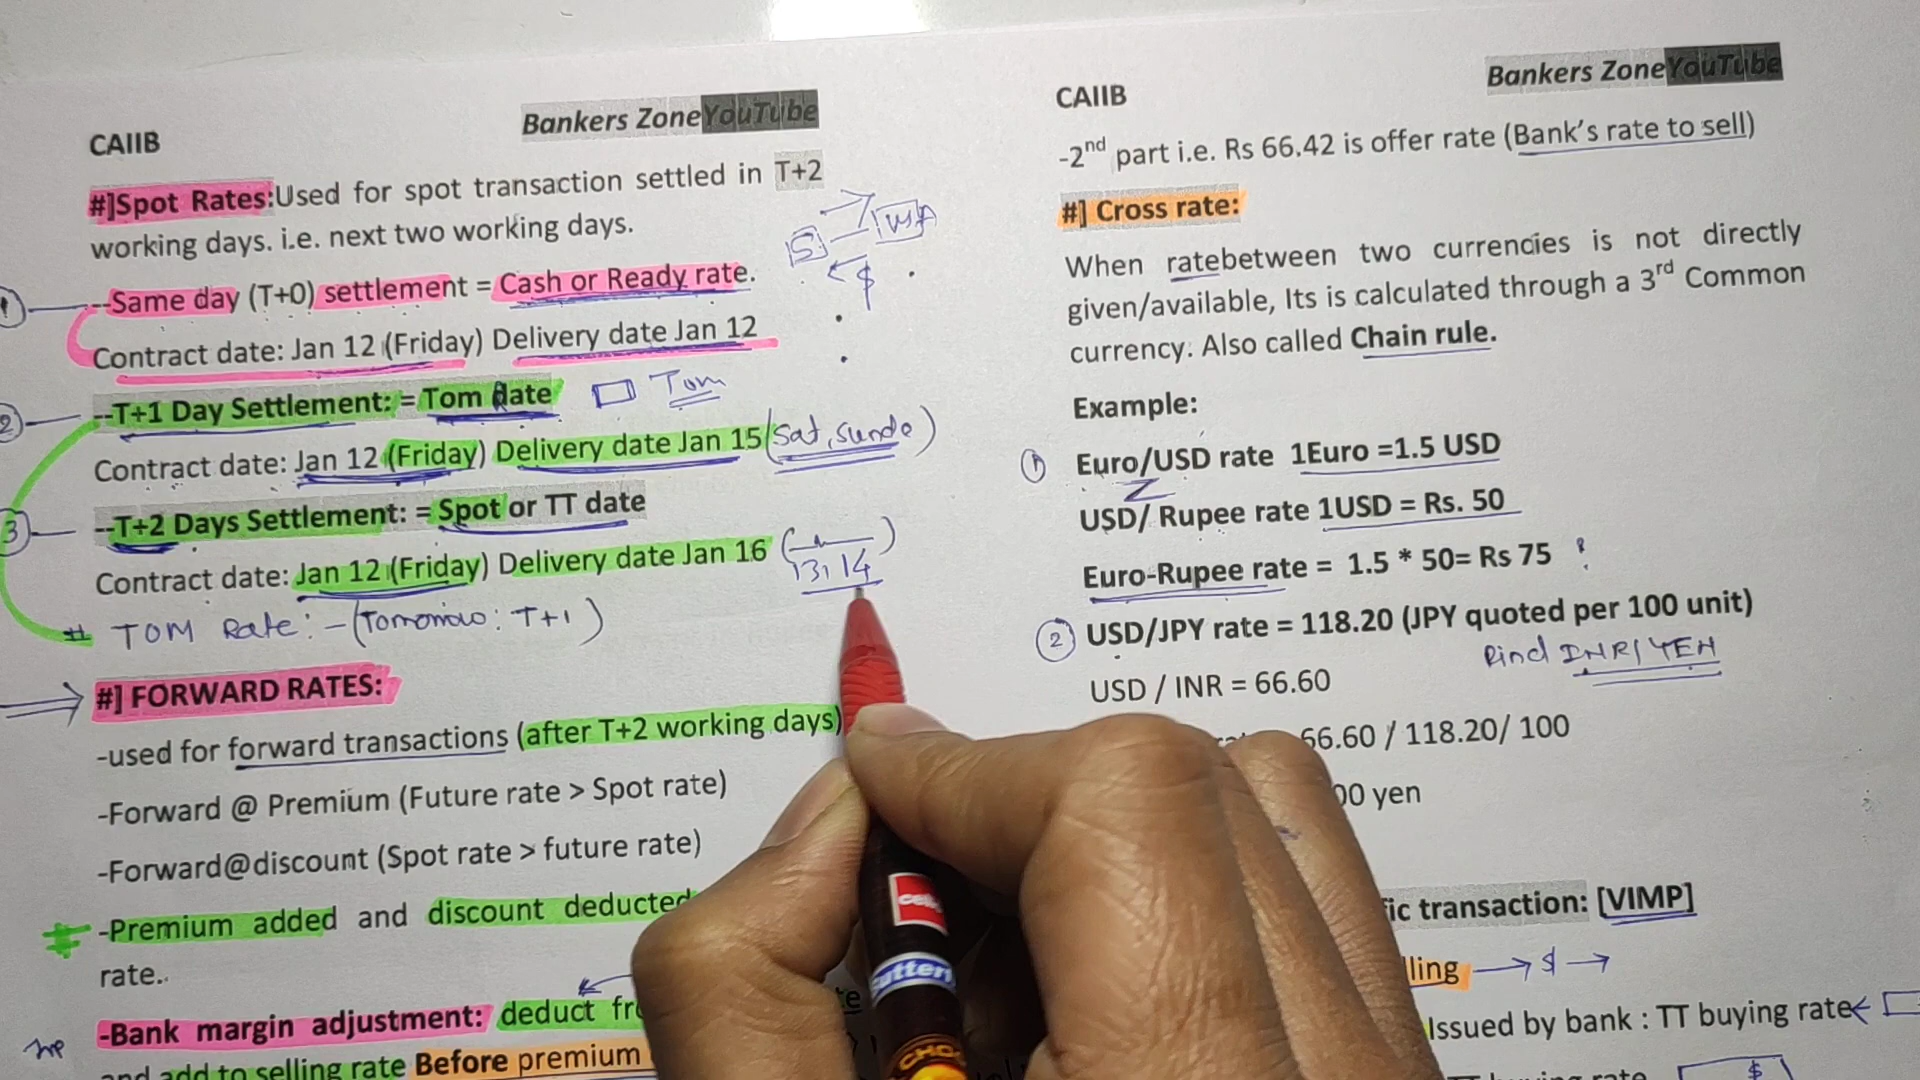 CAIIB
Bankers ZoneYouTube
#]Spot Rates:Used for spot transaction settled in T+2
working days. i.e. next two working days.
--Same day (T+0) settlement = Cash or Ready rate.
Contract date: Jan 12 (Friday) Delivery date Jan 12
--T+1 Day Settlement: = Tom date
Tom
Contract date: Jan 12 (Friday) Delivery date Jan 15
--T+2 Days Settlement: = Spot or TT date
Contract date: Jan 12 (Friday) Delivery date Jan 16
13, 14
# TOM Rate: - (Tomorrow: T+1)
#] FORWARD RATES:
-used for forward transactions (after T+2 working days)
-Forward @ Premium (Future rate > Spot rate)
-Forward@discount (Spot rate > future rate)
-Premium added and discount deducted
rate..
-Bank margin adjustment: deduct
and add to selling rate Before premium
CAIIB
Bankers ZoneYouTube
-2nd part i.e. Rs 66.42 is offer rate (Bank's rate to sell)
#] Cross rate:
When ratebetween two currencies is not directly
given/available, Its is calculated through a 3rd Common
currency. Also called Chain rule.
Example:
1 Euro/USD rate 1Euro =1.5 USD
USD/ Rupee rate 1USD = Rs. 50
Euro-Rupee rate = 1.5 * 50= Rs 75
2 USD/JPY rate = 118.20 (JPY quoted per 100 unit)
find INR/YEN
USD / INR = 66.60
66.60 / 118.20/ 100
yen
transaction: [VIMP]
$
Issued by bank : TT buying rate
$